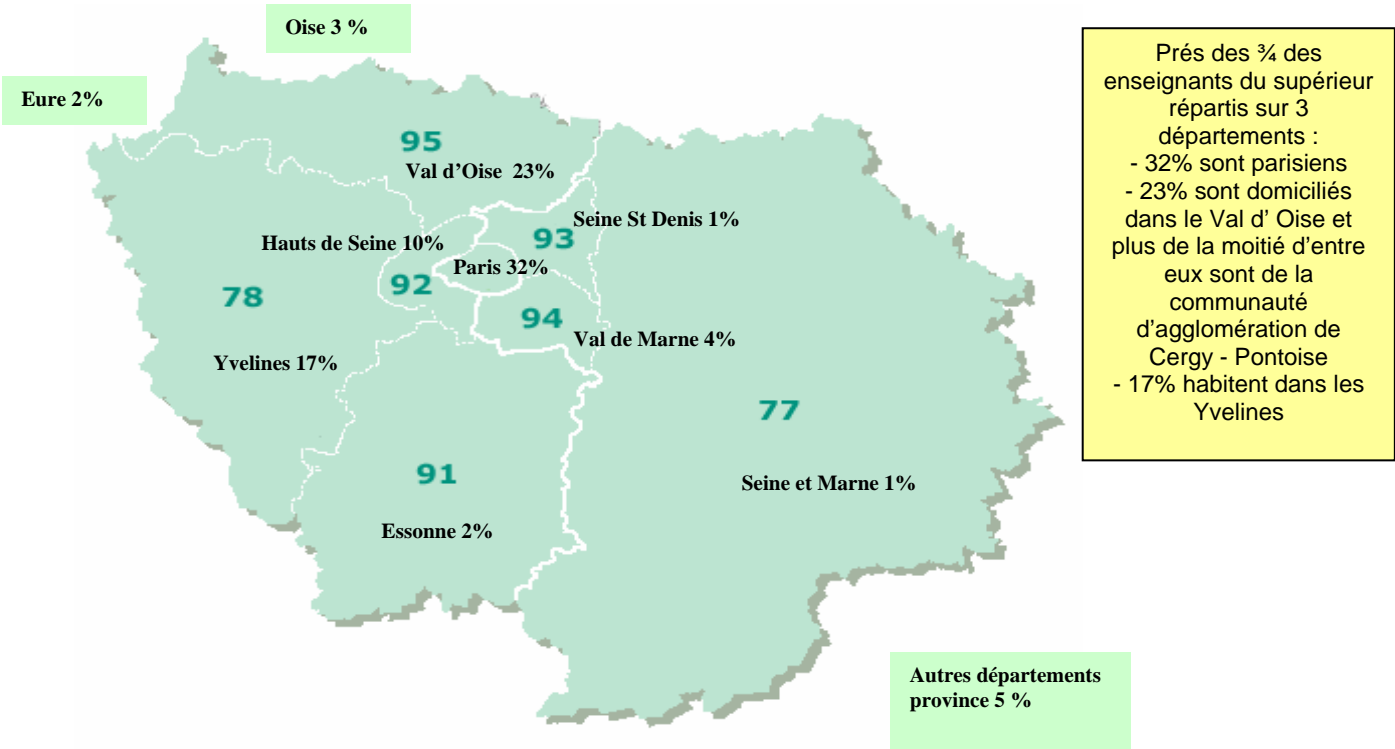 Oise 3 %
Eure 2%
95
Val d’Oise  23%
Seine St Denis 1%
93
Hauts de Seine 10%
Paris 32%
92
78
94
Val de Marne 4%
Yvelines 17%
77
91
Seine et Marne 1%
Essonne 2%
Autres départements
province 5 %
Prés des ¾ des
enseignants du supérieur
répartis sur 3
départements :
- 32% sont parisiens
- 23% sont domiciliés
dans le Val d’ Oise et
plus de la moitié d’entre
eux sont de la
communauté
d’agglomération de
Cergy - Pontoise
- 17% habitent dans les
Yvelines